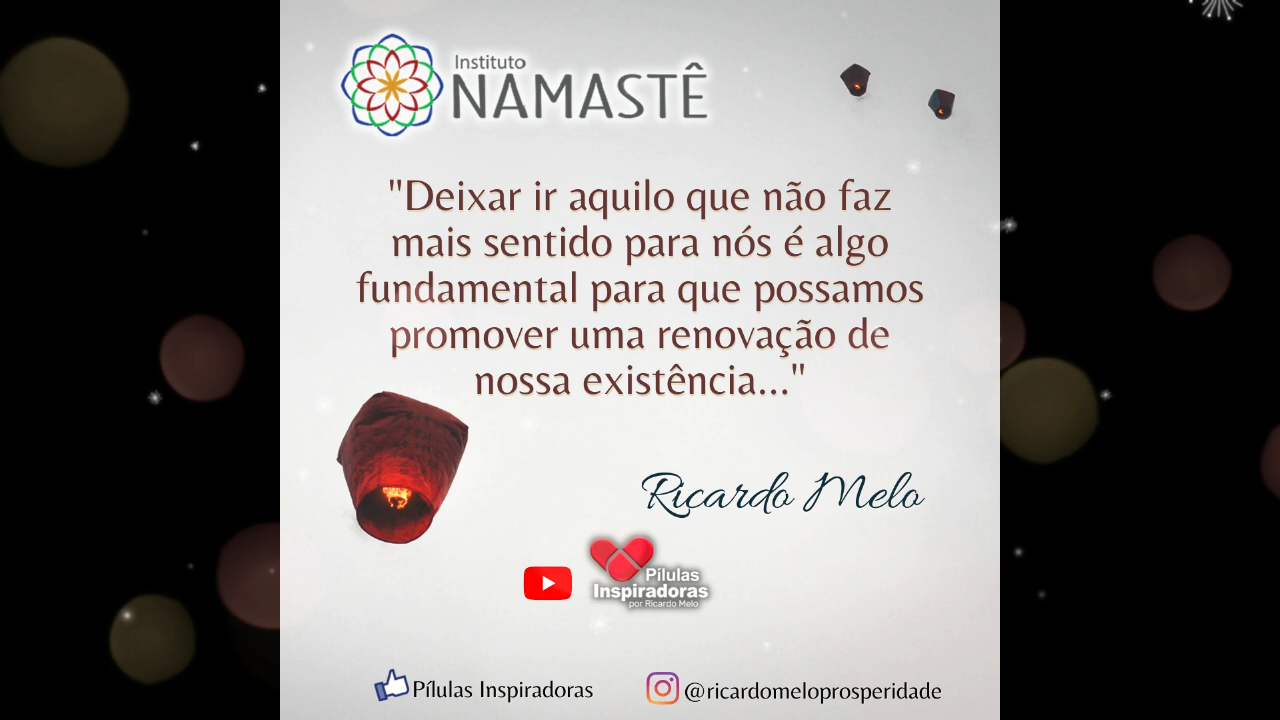 Instituto
NAMASTÊ
"Deixar ir aquilo que não faz
mais sentido para nós é algo
fundamental para que possamos
promover uma renovação de
nossa existência..."
Ricardo Melo
Pílulas
Inspiradoras
por Ricardo Melo
Pílulas Inspiradoras
@ricardomeloprosperidade